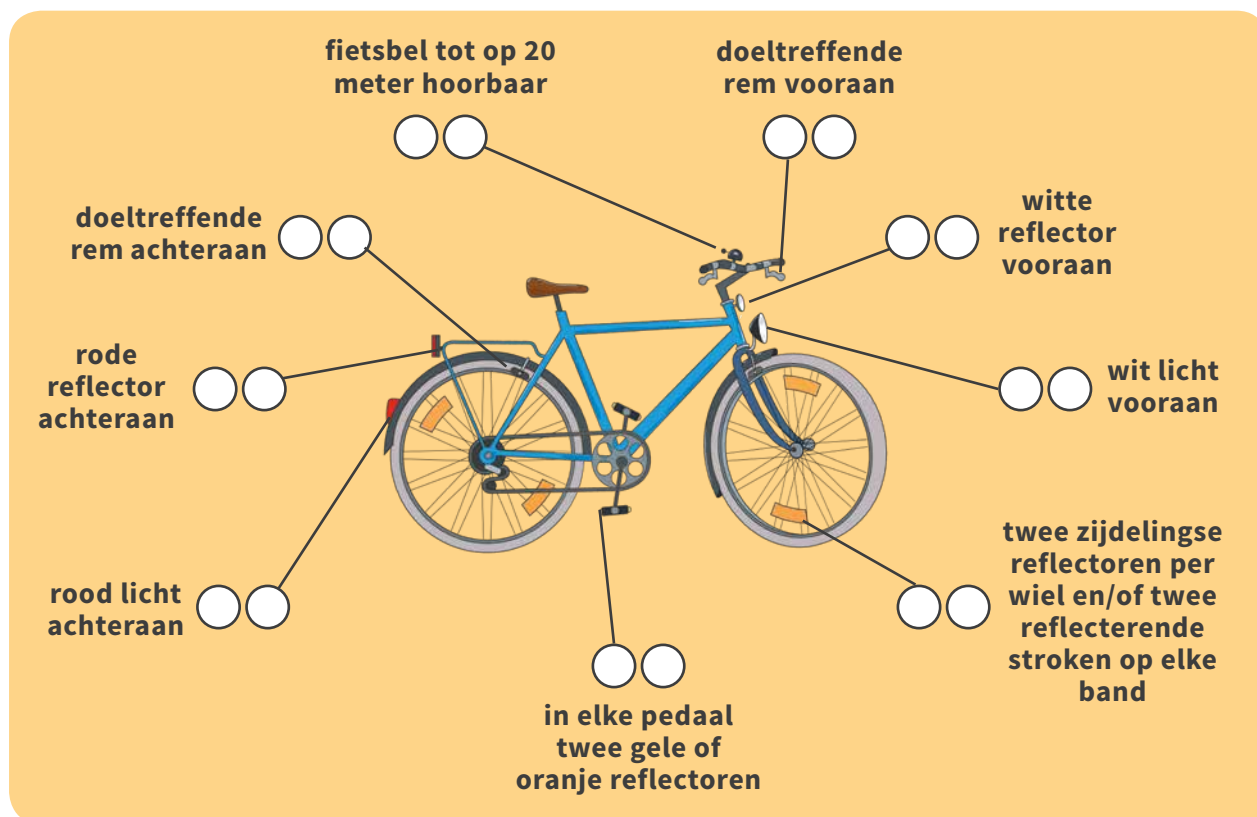 fietsbel tot op 20
meter hoorbaar
doeltreffende
rem vooraan
doeltreffende
rem achteraan
witte
reflector
vooraan
rode
reflector
achteraan
wit licht
vooraan
rood licht
achteraan
twee zijdelingse
reflectoren per
wiel en/of twee
reflecterende
stroken op elke
band
in elke pedaal
twee gele of
oranje reflectoren